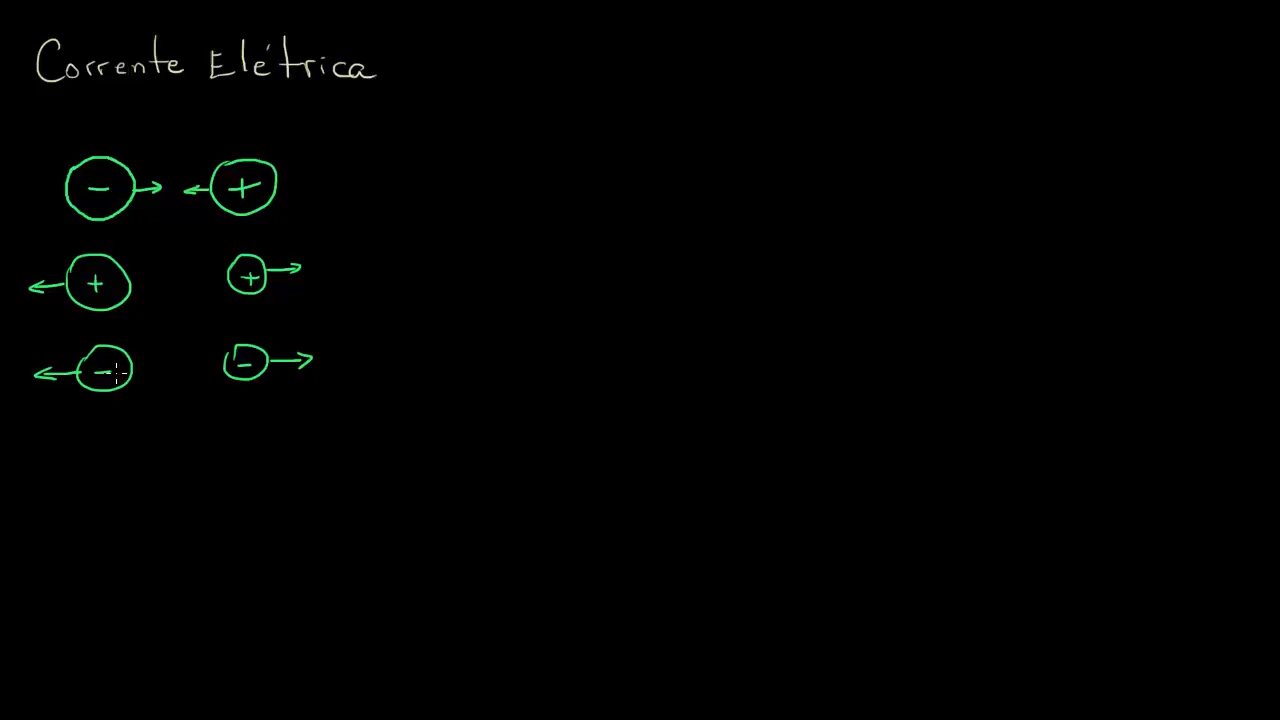 Corrente Elétrica
- +
+ +
- -